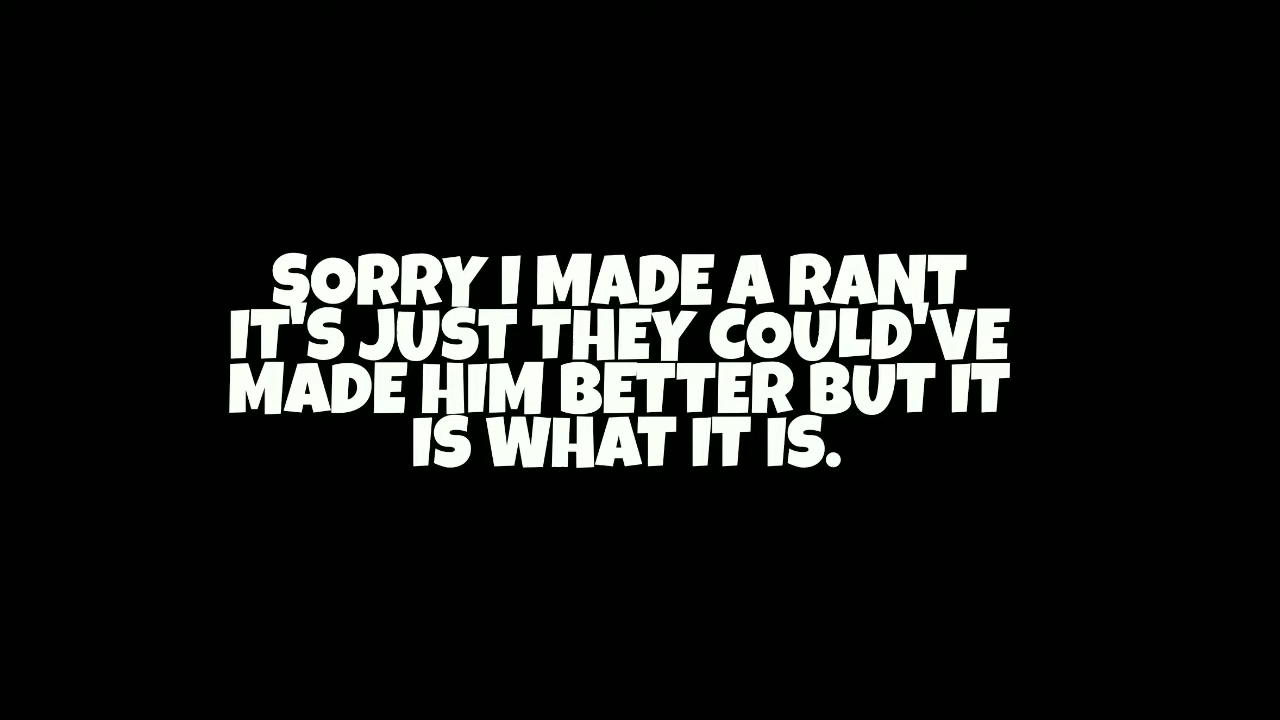 SORRY I MADE A RANT
IT'S JUST THEY COULD'VE
MADE HIM BETTER BUT IT
IS WHAT IT IS.